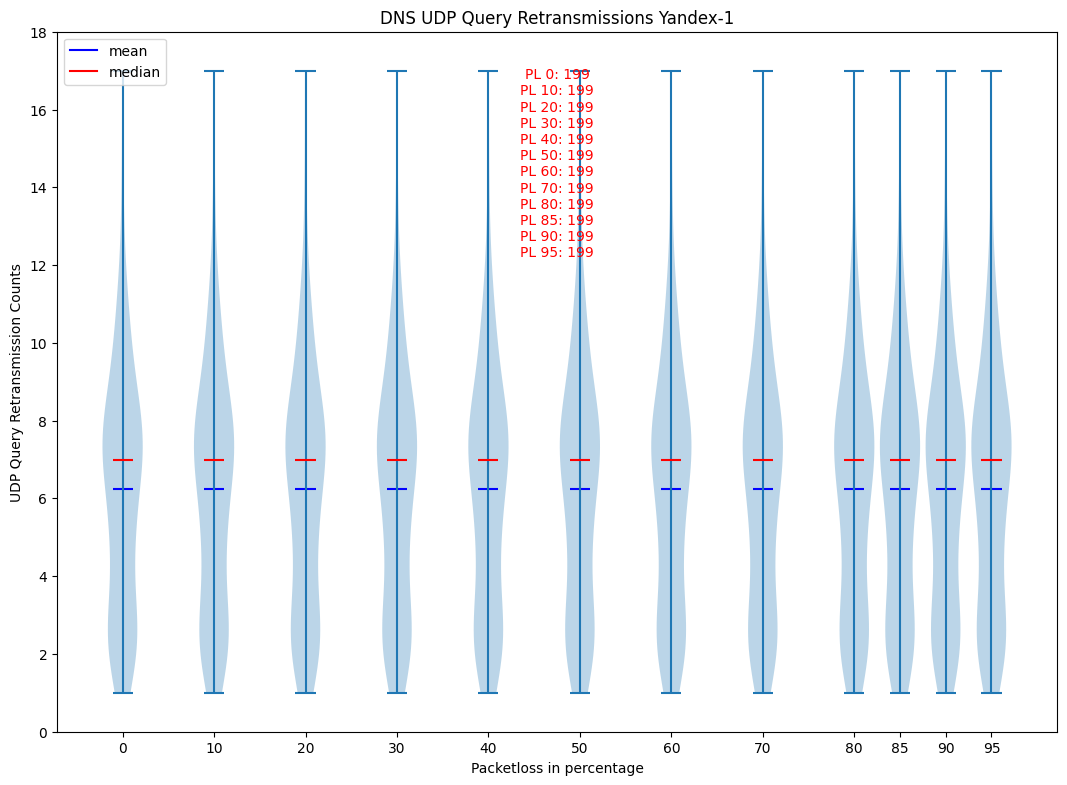 DNS UDP Query Retransmissions Yandex-1
mean
median
PL 0: 199
PL 10: 199
PL 20: 199
PL 30: 199
PL 40: 199
PL 50: 199
PL 60: 199
PL 70: 199
PL 80: 199
PL 85: 199
PL 90: 199
PL 95: 199
UDP Query Retransmission Counts
18
16
14
12
10
8
6
4
2
0
0 10 20 30 40 50 60 70 80 85 90 95
Packetloss in percentage